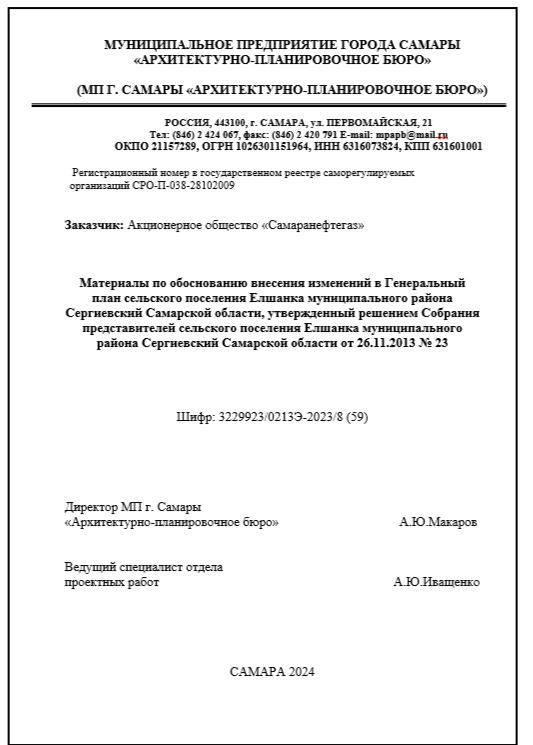 МУНИЦИПАЛЬНОЕ ПРЕДПРИЯТИЕ ГОРОДА САМАРЫ
«АРХИТЕКТУРНО-ПЛАНИРОВОЧНОЕ БЮРО»
(МП Г. САМАРЫ «АРХИТЕКТУРНО-ПЛАНИРОВОЧНОЕ БЮРО»)
РОССИЯ, 443100, г. САМАРА, ул. ПЕРВОМАЙСКАЯ, 21
Тел: (846) 2 424 067, факс: (846) 2 420 791 E-mail: mpapb@mail.ru
ОКПО 21157289, ОГРН 1026301151964, ИНН 6316073824, КПП 631601001
Регистрационный номер в государственном реестре саморегулируемых
организаций СРО-П-038-28102009
Заказчик: Акционерное общество «Самаранефтегаз»
Материалы по обоснованию внесения изменений в Генеральный
план сельского поселения Елшанка муниципального района
Сергиевский Самарской области, утвержденный решением Собрания
представителей сельского поселения Елшанка муниципального
района Сергиевский Самарской области от 26.11.2013 № 23
Шифр: 3229923/0213Э-2023/8 (59)
Директор МП г. Самары
«Архитектурно-планировочное бюро» А.Ю.Макаров
Ведущий специалист отдела
проектных работ А.Ю.Иващенко
САМАРА 2024